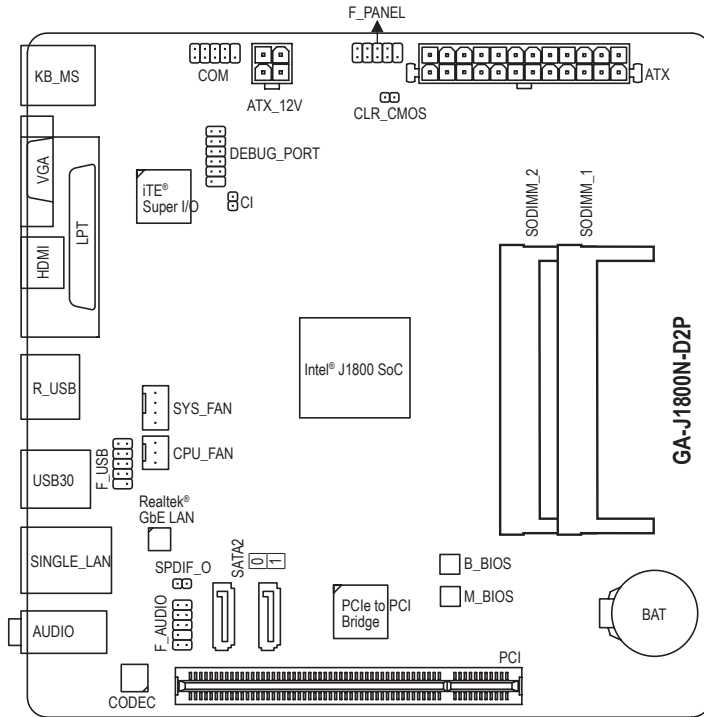 F_PANEL
KB_MS
COM
ATX_12V
ATX
CLR_CMOS
DEBUG_PORT
VGA
iTE®
Super I/O
CI
LPT
HDMI
SODIMM_2
SODIMM_1
Intel® J1800 SoC
GA-J1800N-D2P
R_USB
SYS_FAN
CPU_FAN
F_USB
USB30
Realtek®
GbE LAN
SINGLE_LAN
SPDIF_O
SATA2
0 1
B_BIOS
M_BIOS
PCIe to PCI
Bridge
BAT
F_AUDIO
AUDIO
PCI
CODEC